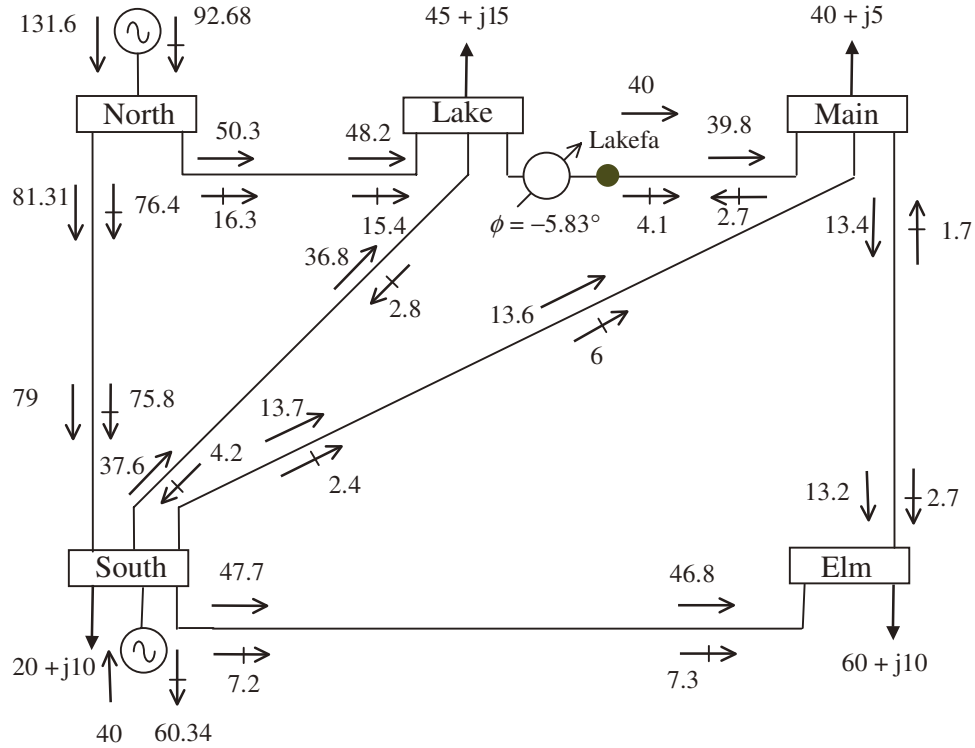 131.6
92.68
45 + j15
40 + j5
North
Lake
Main
40
50.3
48.2
Lakefa
39.8
81.31
76.4
16.3
15.4
ϕ = −5.83°
4.1
2.7
13.4
1.7
36.8
2.8
13.6
6
79
75.8
13.7
37.6
4.2
2.4
13.2
2.7
South
Elm
47.7
46.8
20 + j10
7.2
7.3
60 + j10
40
60.34